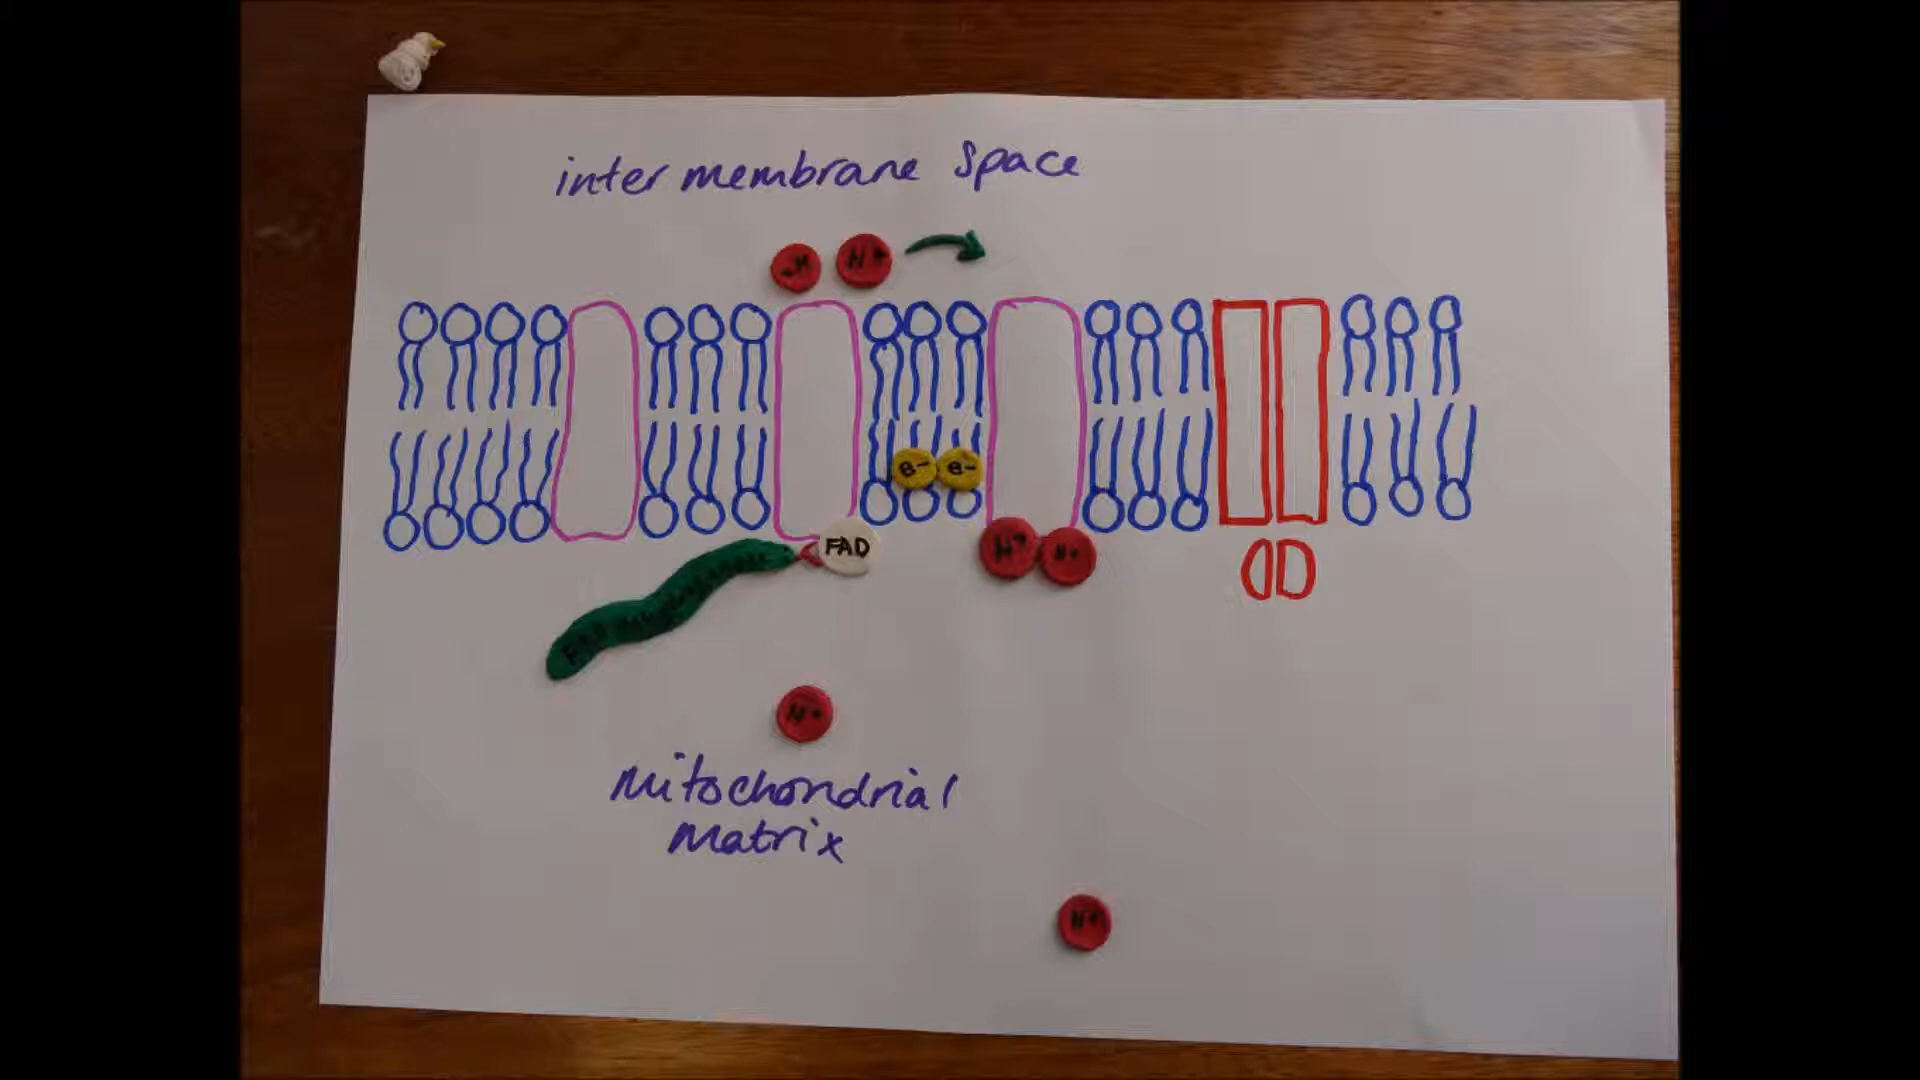 inter membrane space
H+ H+
e- e-
FAD
H+ H+
H+
mitochondrial
matrix
H+